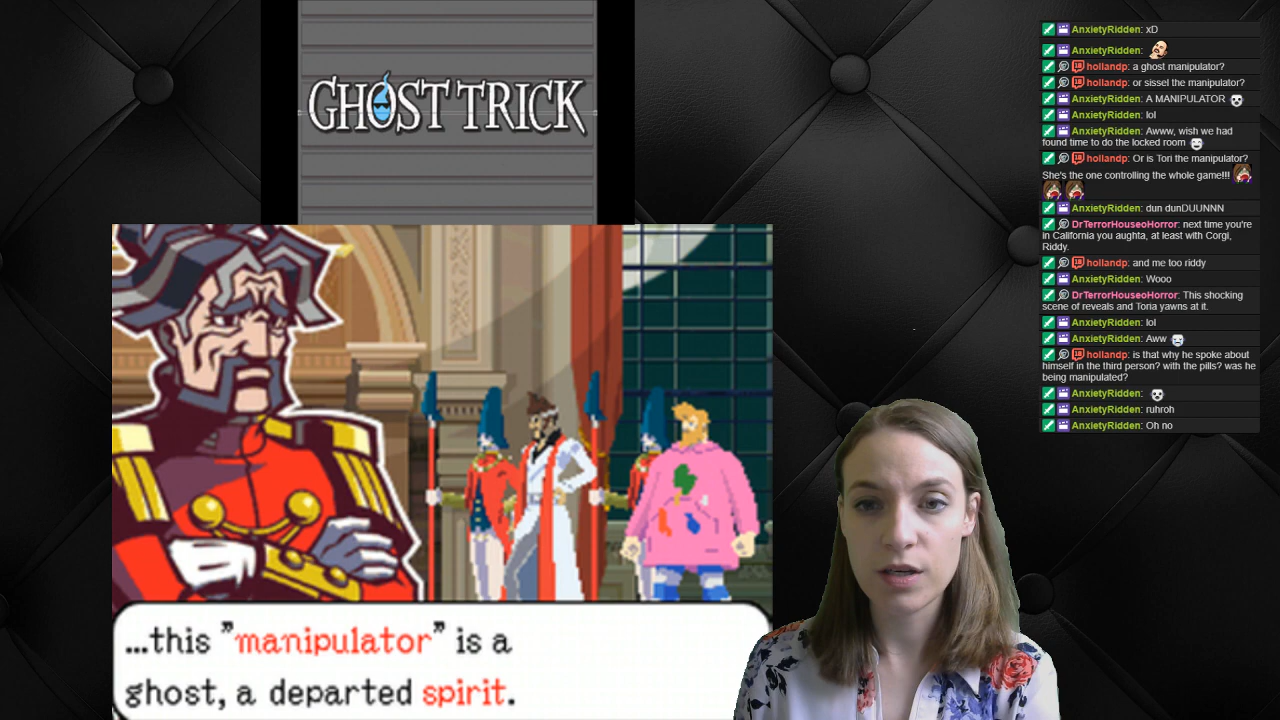 GHOST TRICK
...this "manipulator" is a
ghost, a departed spirit.
AnxietyRidden: xD
AnxietyRidden:
18 hollandp: a ghost manipulator?
18 hollandp: or sissel the manipulator?
AnxietyRidden: A MANIPULATOR
AnxietyRidden: lol
AnxietyRidden: Awww, wish we had
found time to do the locked room
18 hollandp: Or is Tori the manipulator?
She's the one controlling the whole game!!!
AnxietyRidden: dun dunDUUNNN
DrTerrorHouseoHorror: next time you're
in California you aughta, at least with Corgi,
Riddy.
18 hollandp: and me too riddy
AnxietyRidden: Wooo
DrTerrorHouseoHorror: This shocking
scene of reveals and Toria yawns at it.
AnxietyRidden: lol
AnxietyRidden: Aww
18 hollandp: is that why he spoke about
himself in the third person? with the pills? was he
being manipulated?
AnxietyRidden:
AnxietyRidden: ruhroh
AnxietyRidden: Oh no